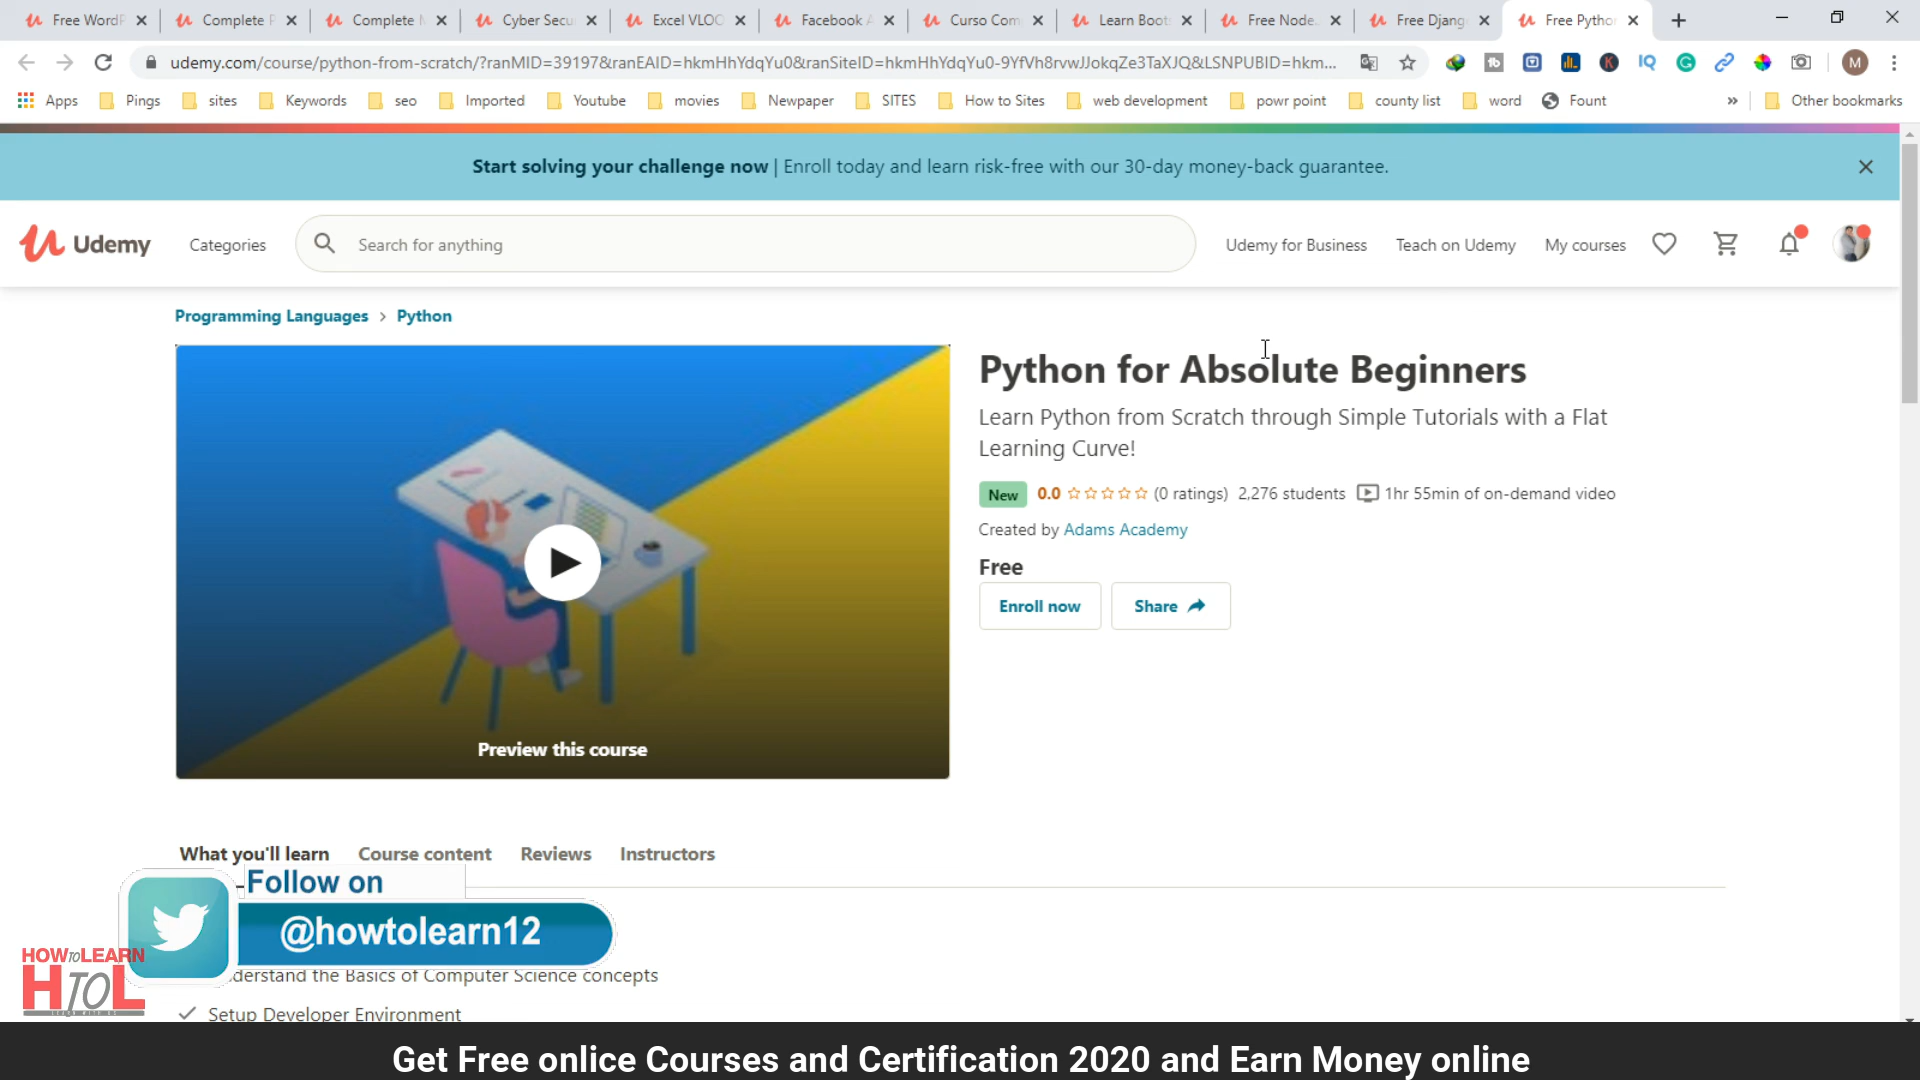 Free WordP
Complete P
Complete
Cyber Secu
Excel VLOO
Facebook A
Curso Com
Learn Boot
Free Node.
Free Djang
Free Pytho
udemy.com/course/python-from-scratch/?ranMID=39197&ranEAID=hkmHhYdqYu0&ranSiteID=hkmHhYdqYu0-9YfVh8rvwJJokqZe3TaXJQ&LSNPUBID=hkm...
Apps
Pings
sites
Keywords
seo
Imported
Youtube
movies
Newpaper
SITES
How to Sites
web development
powr point
county list
word
Fount
»
Other bookmarks
Start solving your challenge now | Enroll today and learn risk-free with our 30-day money-back guarantee.
Udemy
Categories
Search for anything
Udemy for Business
Teach on Udemy
My courses
Programming Languages > Python
Python for Absolute Beginners
Learn Python from Scratch through Simple Tutorials with a Flat
Learning Curve!
New 0.0 (0 ratings) 2,276 students 1hr 55min of on-demand video
Created by Adams Academy
Free
Enroll now
Share
Preview this course
What you'll learn
Course content
Reviews
Instructors
Follow on
@howtolearn12
HOWtoLEARN
HTOL
derstand the Basics of Computer Science concepts
Setup Developer Environment
Get Free onlice Courses and Certification 2020 and Earn Money online